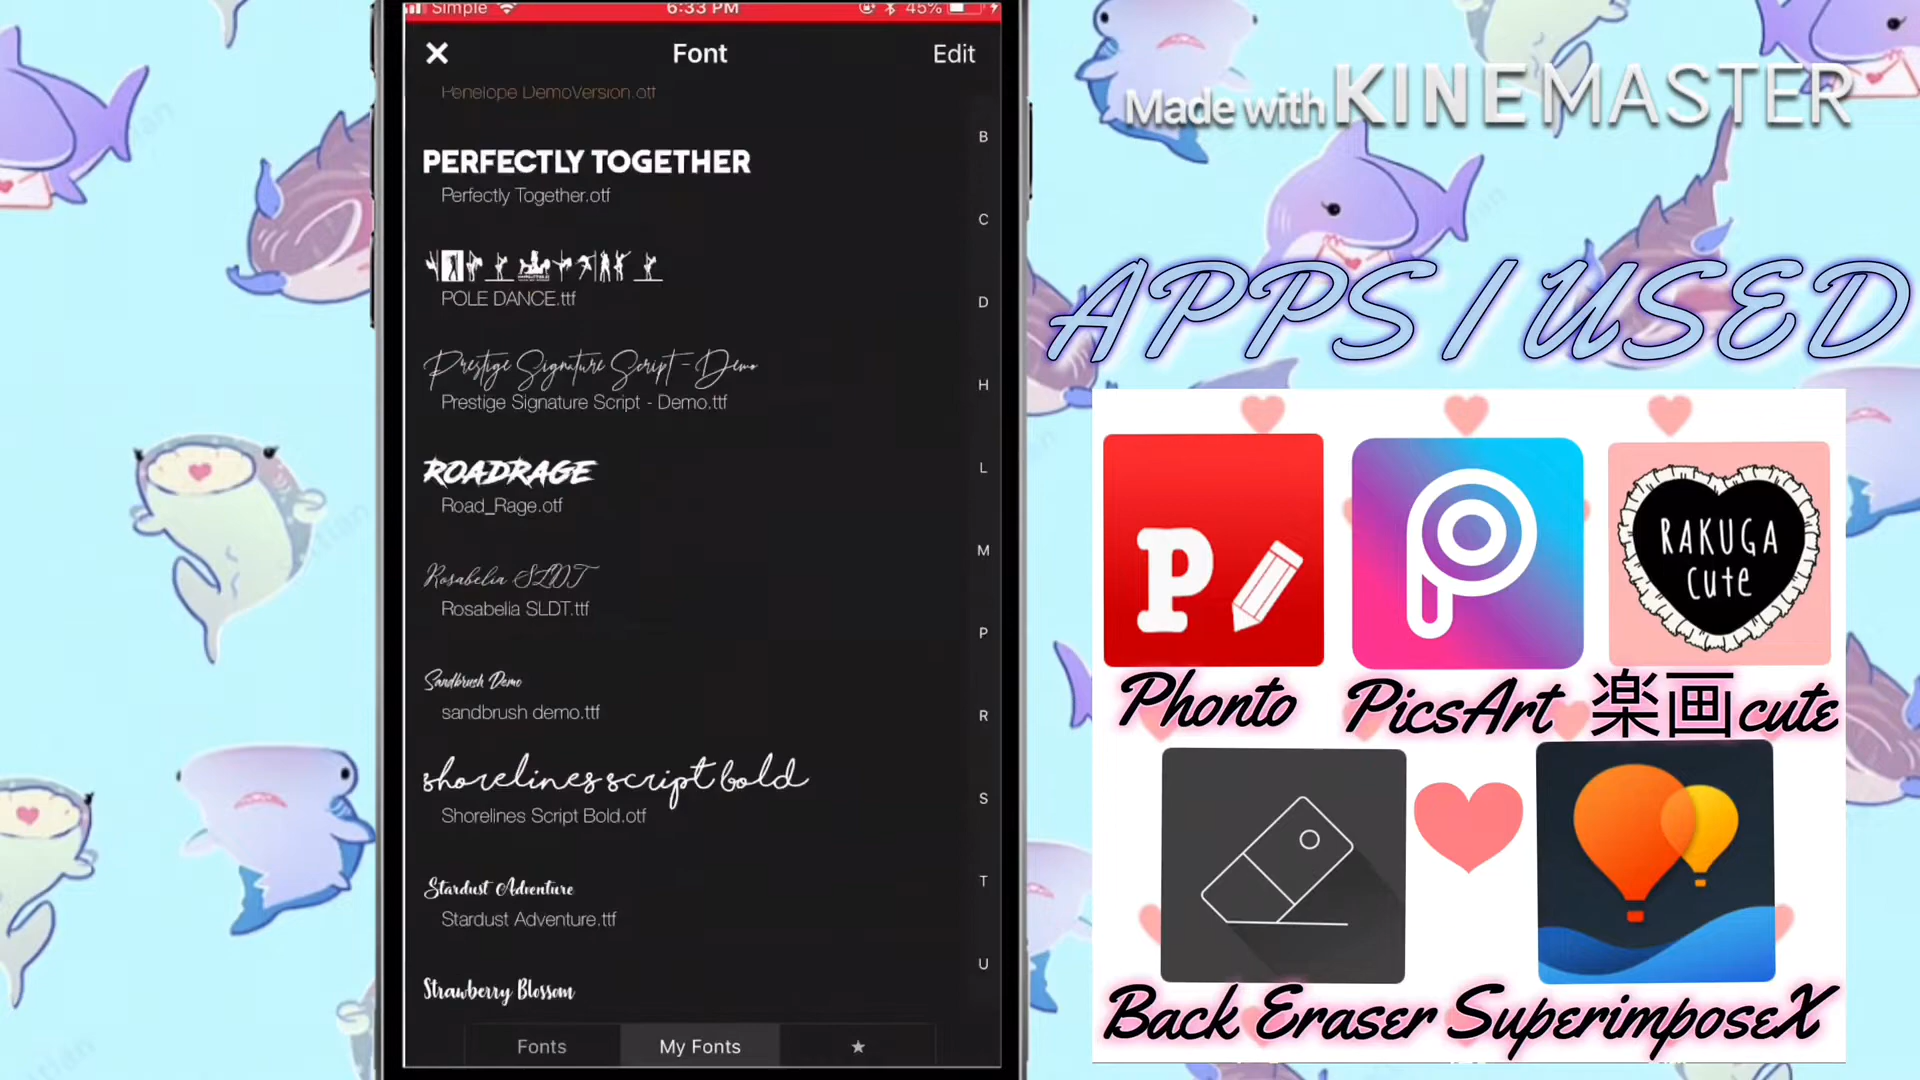 Simple 6:33 PM 45%
Font Edit
Penelope DemoVersion.otf
PERFECTLY TOGETHER
Perfectly Together.otf
POLE DANCE.ttf
Prestige Signature Script - Demo
Prestige Signature Script - Demo.ttf
ROADRAGE
Road_Rage.otf
Rosabelia SLDT
Rosabelia SLDT.ttf
Sandbrush Demo
sandbrush demo.ttf
shorelines script bold
Shorelines Script Bold.otf
Stardust Adventure
Stardust Adventure.ttf
Strawberry Blossom
B
C
D
H
L
M
P
R
S
T
U
Fonts My Fonts
Made with KINEMASTER
APPS I USED
RAKUGA
cute
Phonto PicsArt 楽画cute
Back Eraser SuperimposeX